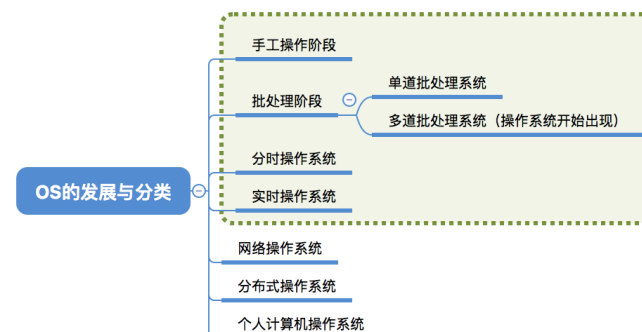 手工操作阶段
批处理阶段
单道批处理系统
多道批处理系统（操作系统开始出现）
分时操作系统
实时操作系统
OS的发展与分类
网络操作系统
分布式操作系统
个人计算机操作系统